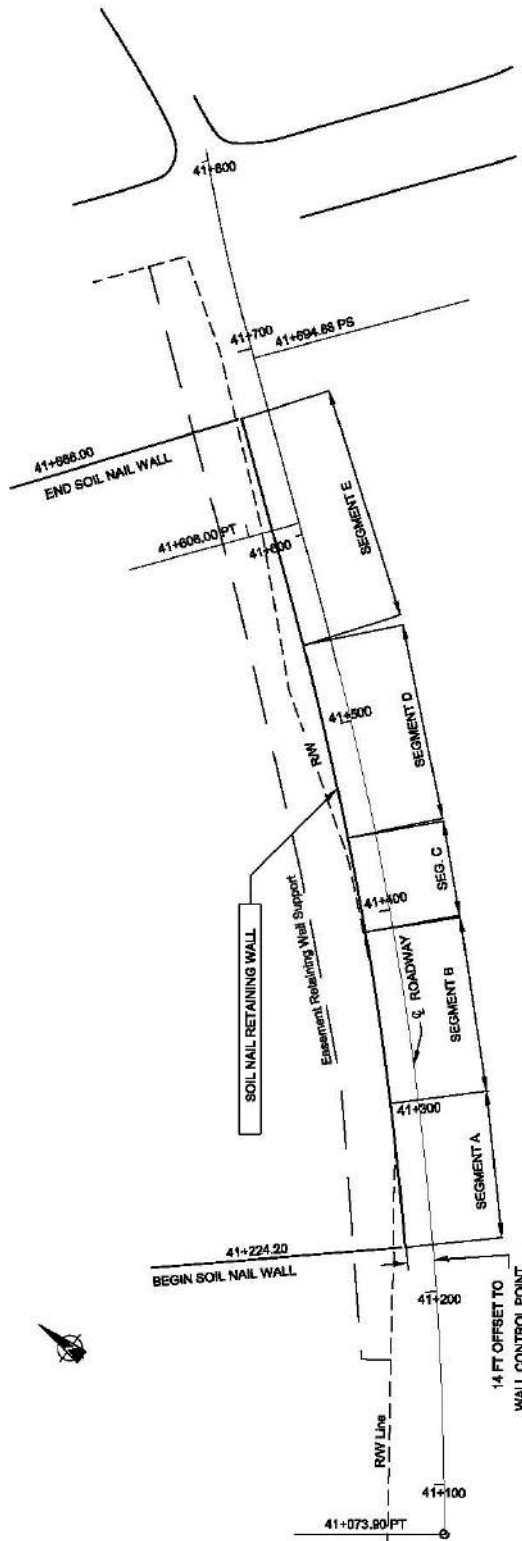 41+800
41+700
41+694.88 PS
41+666.00
END SOIL NAIL WALL
SEGMENT E
41+606.00 PT
41+600
SEGMENT D
41+500
R/W
SEG. C
41+400
SOIL NAIL RETAINING WALL
Easement Retaining Wall Support
℄ ROADWAY
SEGMENT B
41+300
SEGMENT A
41+224.20
BEGIN SOIL NAIL WALL
41+200
14 FT OFFSET TO
WALL CONTROL POINT
R/W Line
41+100
41+073.90 PT